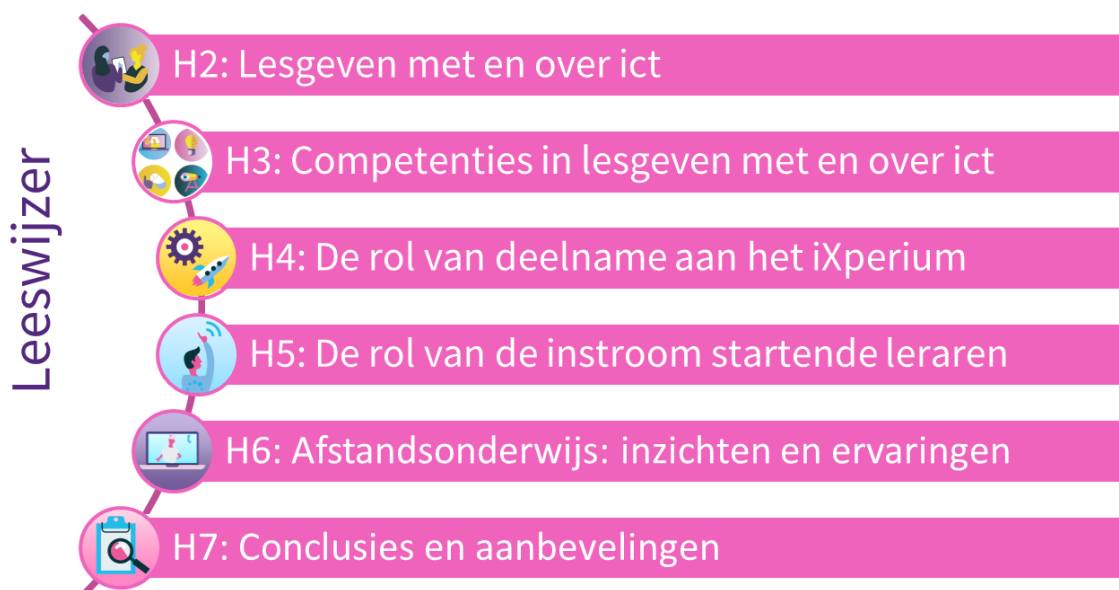 Leeswijzer
H2: Lesgeven met en over ict
H3: Competenties in lesgeven met en over ict
H4: De rol van deelname aan het iXperium
H5: De rol van de instroom startende leraren
H6: Afstandsonderwijs: inzichten en ervaringen
H7: Conclusies en aanbevelingen